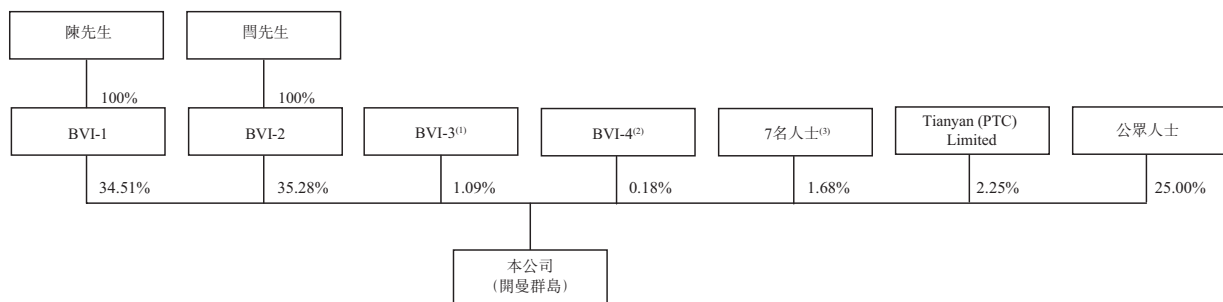 陳先生
閆先生
100%
100%
BVI-1
BVI-2
BVI-3(1)
BVI-4(2)
7名人士(3)
Tianyan (PTC)
Limited
公眾人士
34.51%
35.28%
1.09%
0.18%
1.68%
2.25%
25.00%
本公司
（開曼群島）